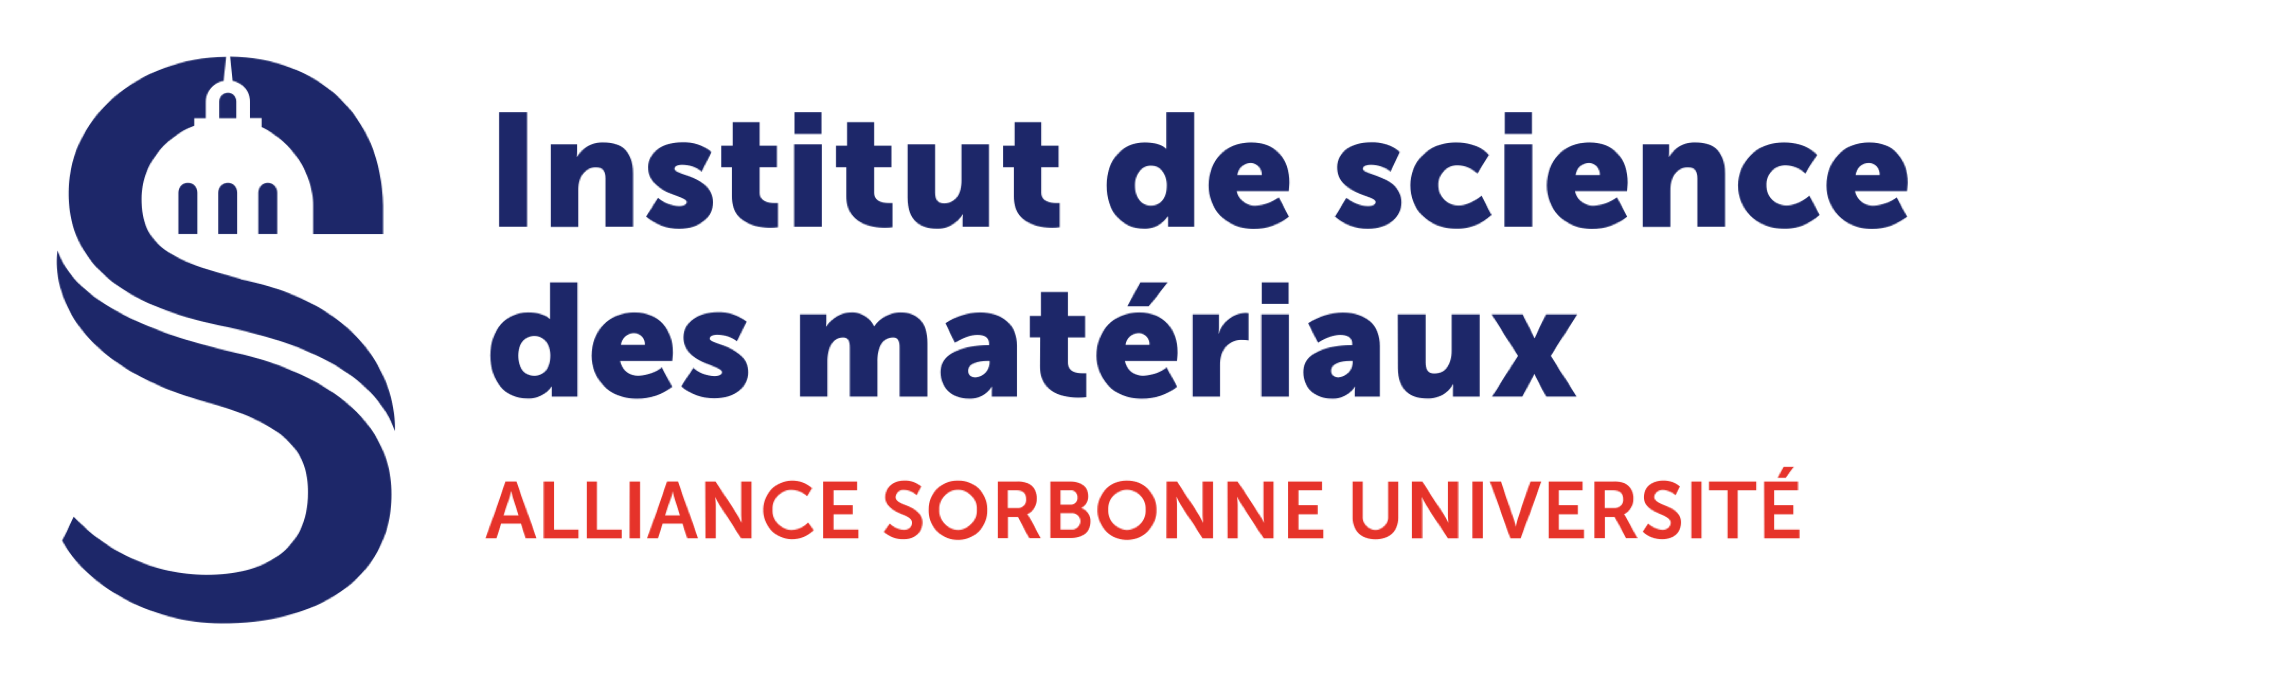 Institut de science
des matériaux
ALLIANCE SORBONNE UNIVERSITÉ